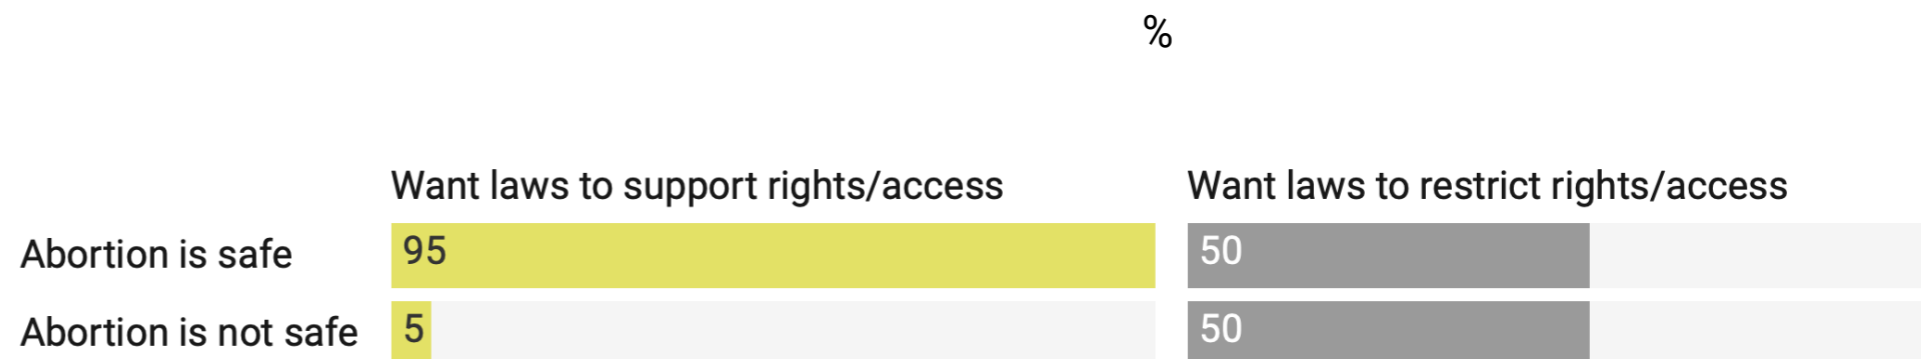 %
Want laws to support rights/access Want laws to restrict rights/access
Abortion is safe 95 50
Abortion is not safe 5 50